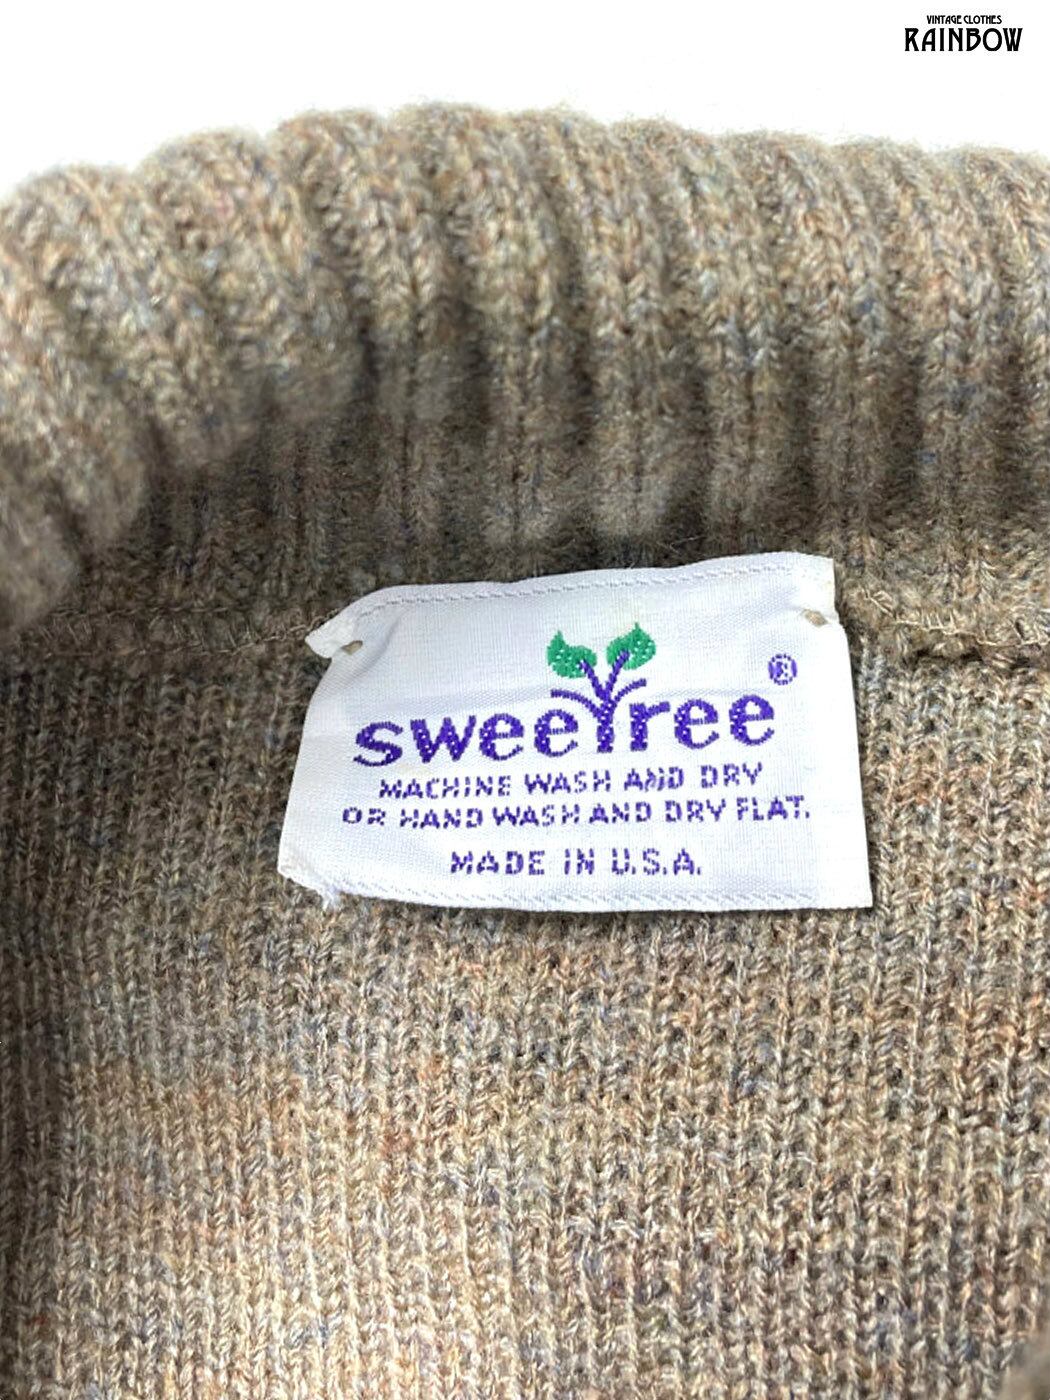 VINTAGE CLOTHES
RAINBOW
sweeTree®
MACHINE WASH AND DRY
OR HAND WASH AND DRY FLAT.
MADE IN U.S.A.